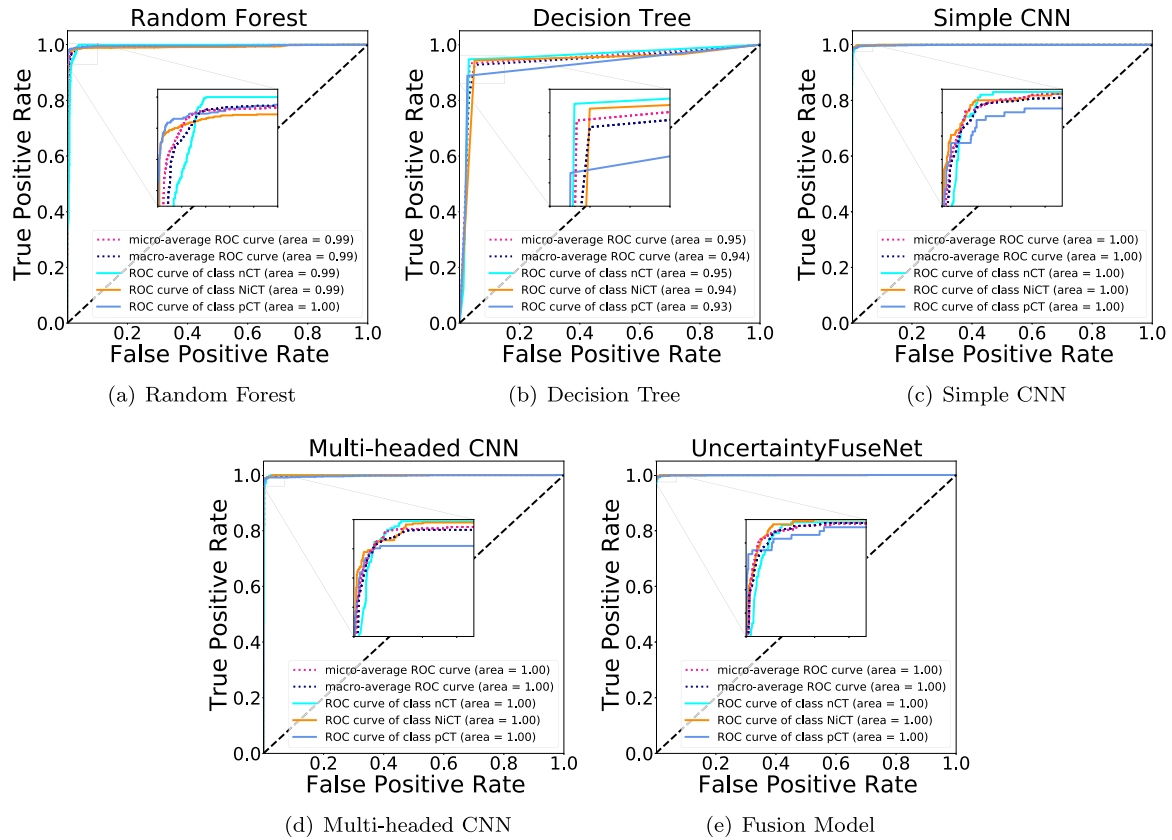 Random Forest
True Positive Rate
1.0
0.8
0.6
0.4
0.2
0.0
micro-average ROC curve (area = 0.99)
macro-average ROC curve (area = 0.99)
ROC curve of class nCT (area = 0.99)
ROC curve of class NiCT (area = 0.99)
ROC curve of class pCT (area = 1.00)
0.2 0.4 0.6 0.8 1.0
False Positive Rate
(a) Random Forest
Decision Tree
True Positive Rate
1.0
0.8
0.6
0.4
0.2
0.0
micro-average ROC curve (area = 0.95)
macro-average ROC curve (area = 0.94)
ROC curve of class nCT (area = 0.95)
ROC curve of class NiCT (area = 0.94)
ROC curve of class pCT (area = 0.93)
0.2 0.4 0.6 0.8 1.0
False Positive Rate
(b) Decision Tree
Simple CNN
True Positive Rate
1.0
0.8
0.6
0.4
0.2
0.0
micro-average ROC curve (area = 1.00)
macro-average ROC curve (area = 1.00)
ROC curve of class nCT (area = 1.00)
ROC curve of class NiCT (area = 1.00)
ROC curve of class pCT (area = 1.00)
0.2 0.4 0.6 0.8 1.0
False Positive Rate
(c) Simple CNN
Multi-headed CNN
True Positive Rate
1.0
0.8
0.6
0.4
0.2
0.0
micro-average ROC curve (area = 1.00)
macro-average ROC curve (area = 1.00)
ROC curve of class nCT (area = 1.00)
ROC curve of class NiCT (area = 1.00)
ROC curve of class pCT (area = 1.00)
0.2 0.4 0.6 0.8 1.0
False Positive Rate
(d) Multi-headed CNN
UncertaintyFuseNet
True Positive Rate
1.0
0.8
0.6
0.4
0.2
0.0
micro-average ROC curve (area = 1.00)
macro-average ROC curve (area = 1.00)
ROC curve of class nCT (area = 1.00)
ROC curve of class NiCT (area = 1.00)
ROC curve of class pCT (area = 1.00)
0.2 0.4 0.6 0.8 1.0
False Positive Rate
(e) Fusion Model